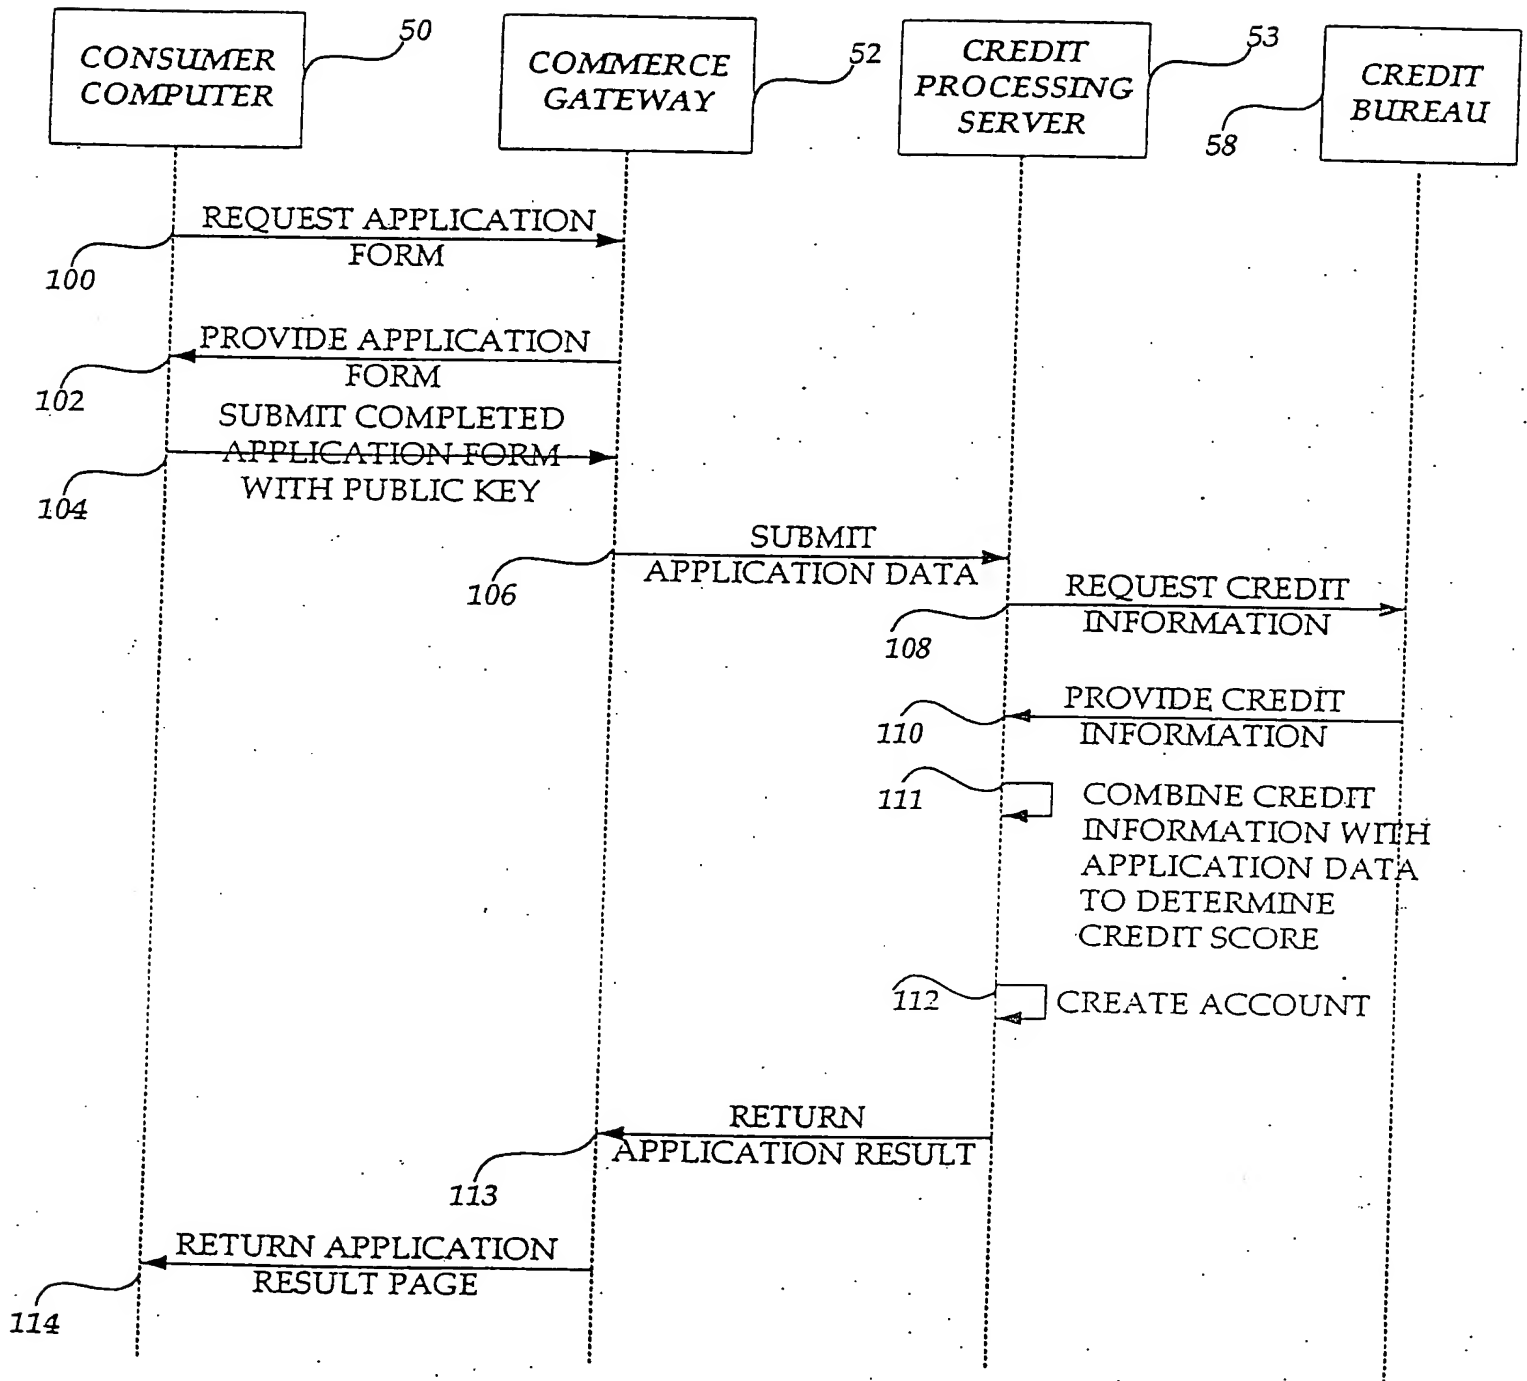 CONSUMER
COMPUTER
50
COMMERCE
GATEWAY
52
CREDIT
PROCESSING
SERVER
53
CREDIT
BUREAU
58
REQUEST APPLICATION
FORM
100
PROVIDE APPLICATION
FORM
102
SUBMIT COMPLETED
APPLICATION FORM
WITH PUBLIC KEY
104
SUBMIT
APPLICATION DATA
106
REQUEST CREDIT
INFORMATION
108
PROVIDE CREDIT
INFORMATION
110
111
COMBINE CREDIT
INFORMATION WITH
APPLICATION DATA
TO DETERMINE
CREDIT SCORE
112
CREATE ACCOUNT
RETURN
APPLICATION RESULT
113
RETURN APPLICATION
RESULT PAGE
114